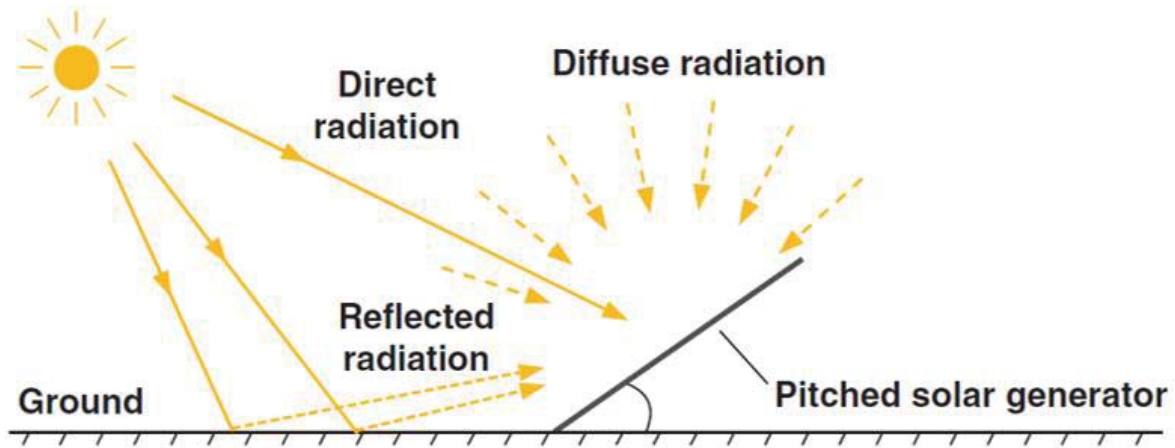 Direct
radiation
Diffuse radiation
Reflected
radiation
Ground
Pitched solar generator